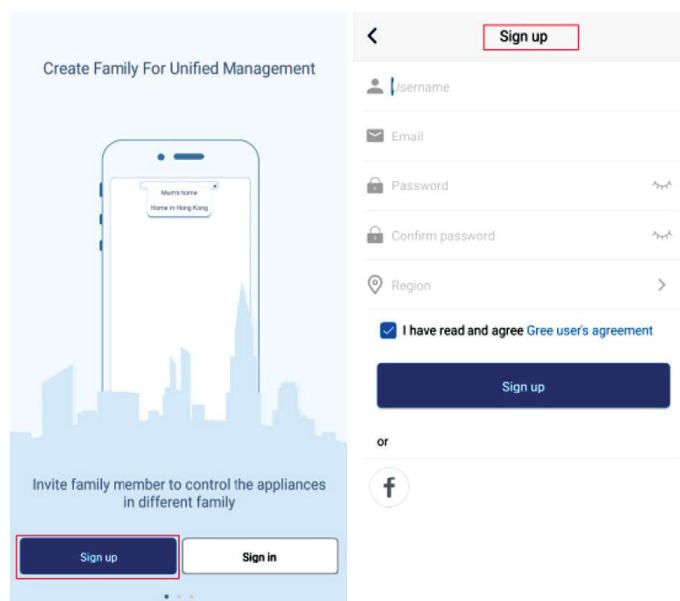 Create Family For Unified Management
Mum's home
Home in Hong Kong
Invite family member to control the appliances
in different family
Sign up
Sign in
Sign up
Username
Email
Password
Confirm password
Region
I have read and agree Gree user's agreement
Sign up
or
f